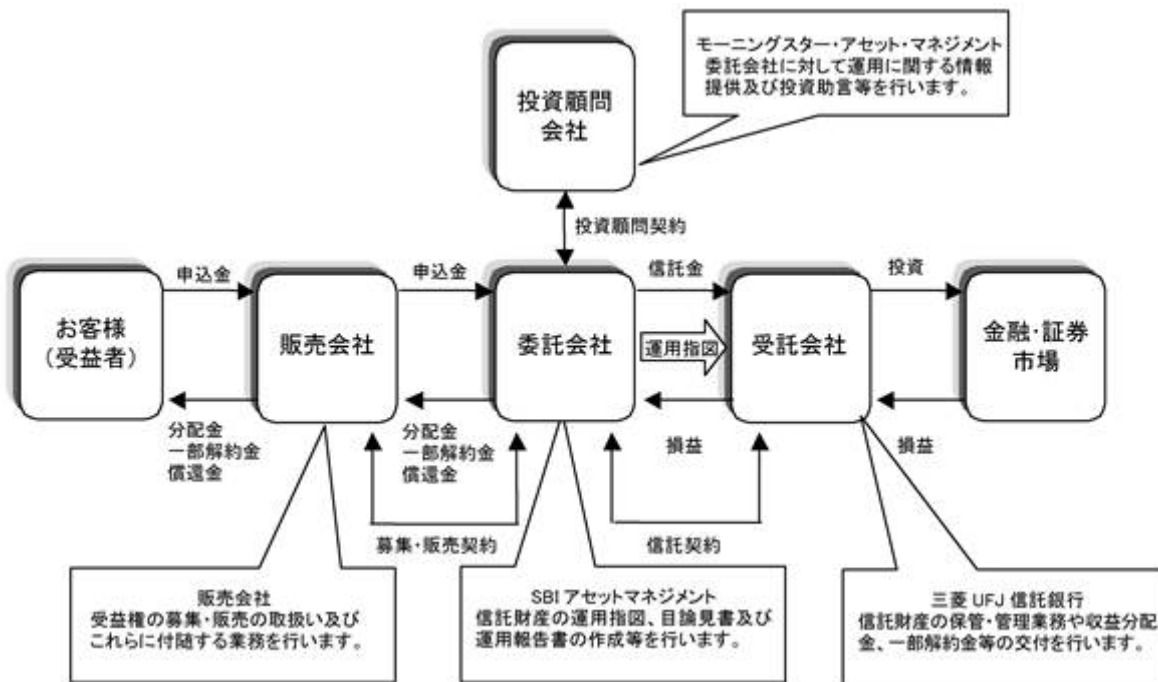 モーニングスター・アセット・マネジメント
委託会社に対して運用に関する情報
提供及び投資助言等を行います。
投資顧問
会社
投資顧問契約
申込金
申込金
信託金
投資
お客様
(受益者)
販売会社
委託会社
運用指図
受託会社
金融・証券
市場
分配金
一部解約金
償還金
分配金
一部解約金
償還金
損益
損益
募集・販売契約
信託契約
販売会社
受益権の募集・販売の取扱い及び
これらに付随する業務を行います。
SBI アセットマネジメント
信託財産の運用指図、目論見書及び
運用報告書の作成等を行います。
三菱 UFJ 信託銀行
信託財産の保管・管理業務や収益分配
金、一部解約金等の交付を行います。